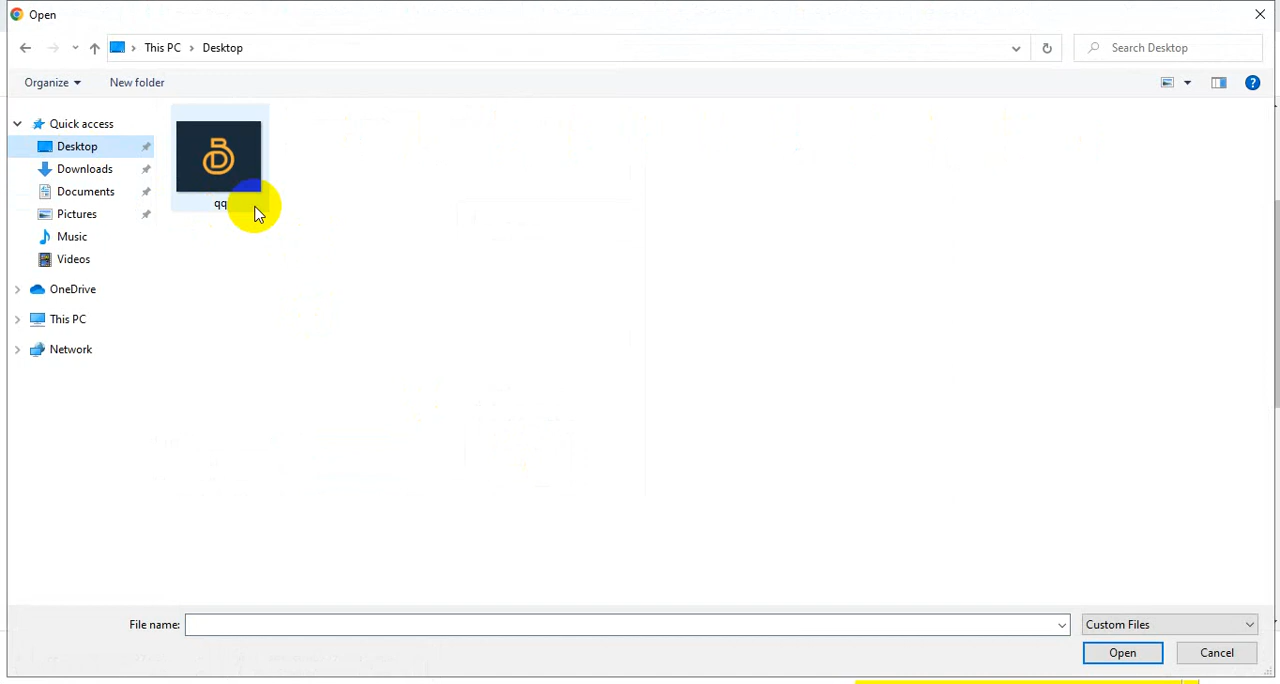 Open
This PC
Desktop
Search Desktop
Organize
New folder
Quick access
Desktop
Downloads
Documents
Pictures
Music
Videos
OneDrive
This PC
Network
qq
File name:
Custom Files
Open
Cancel